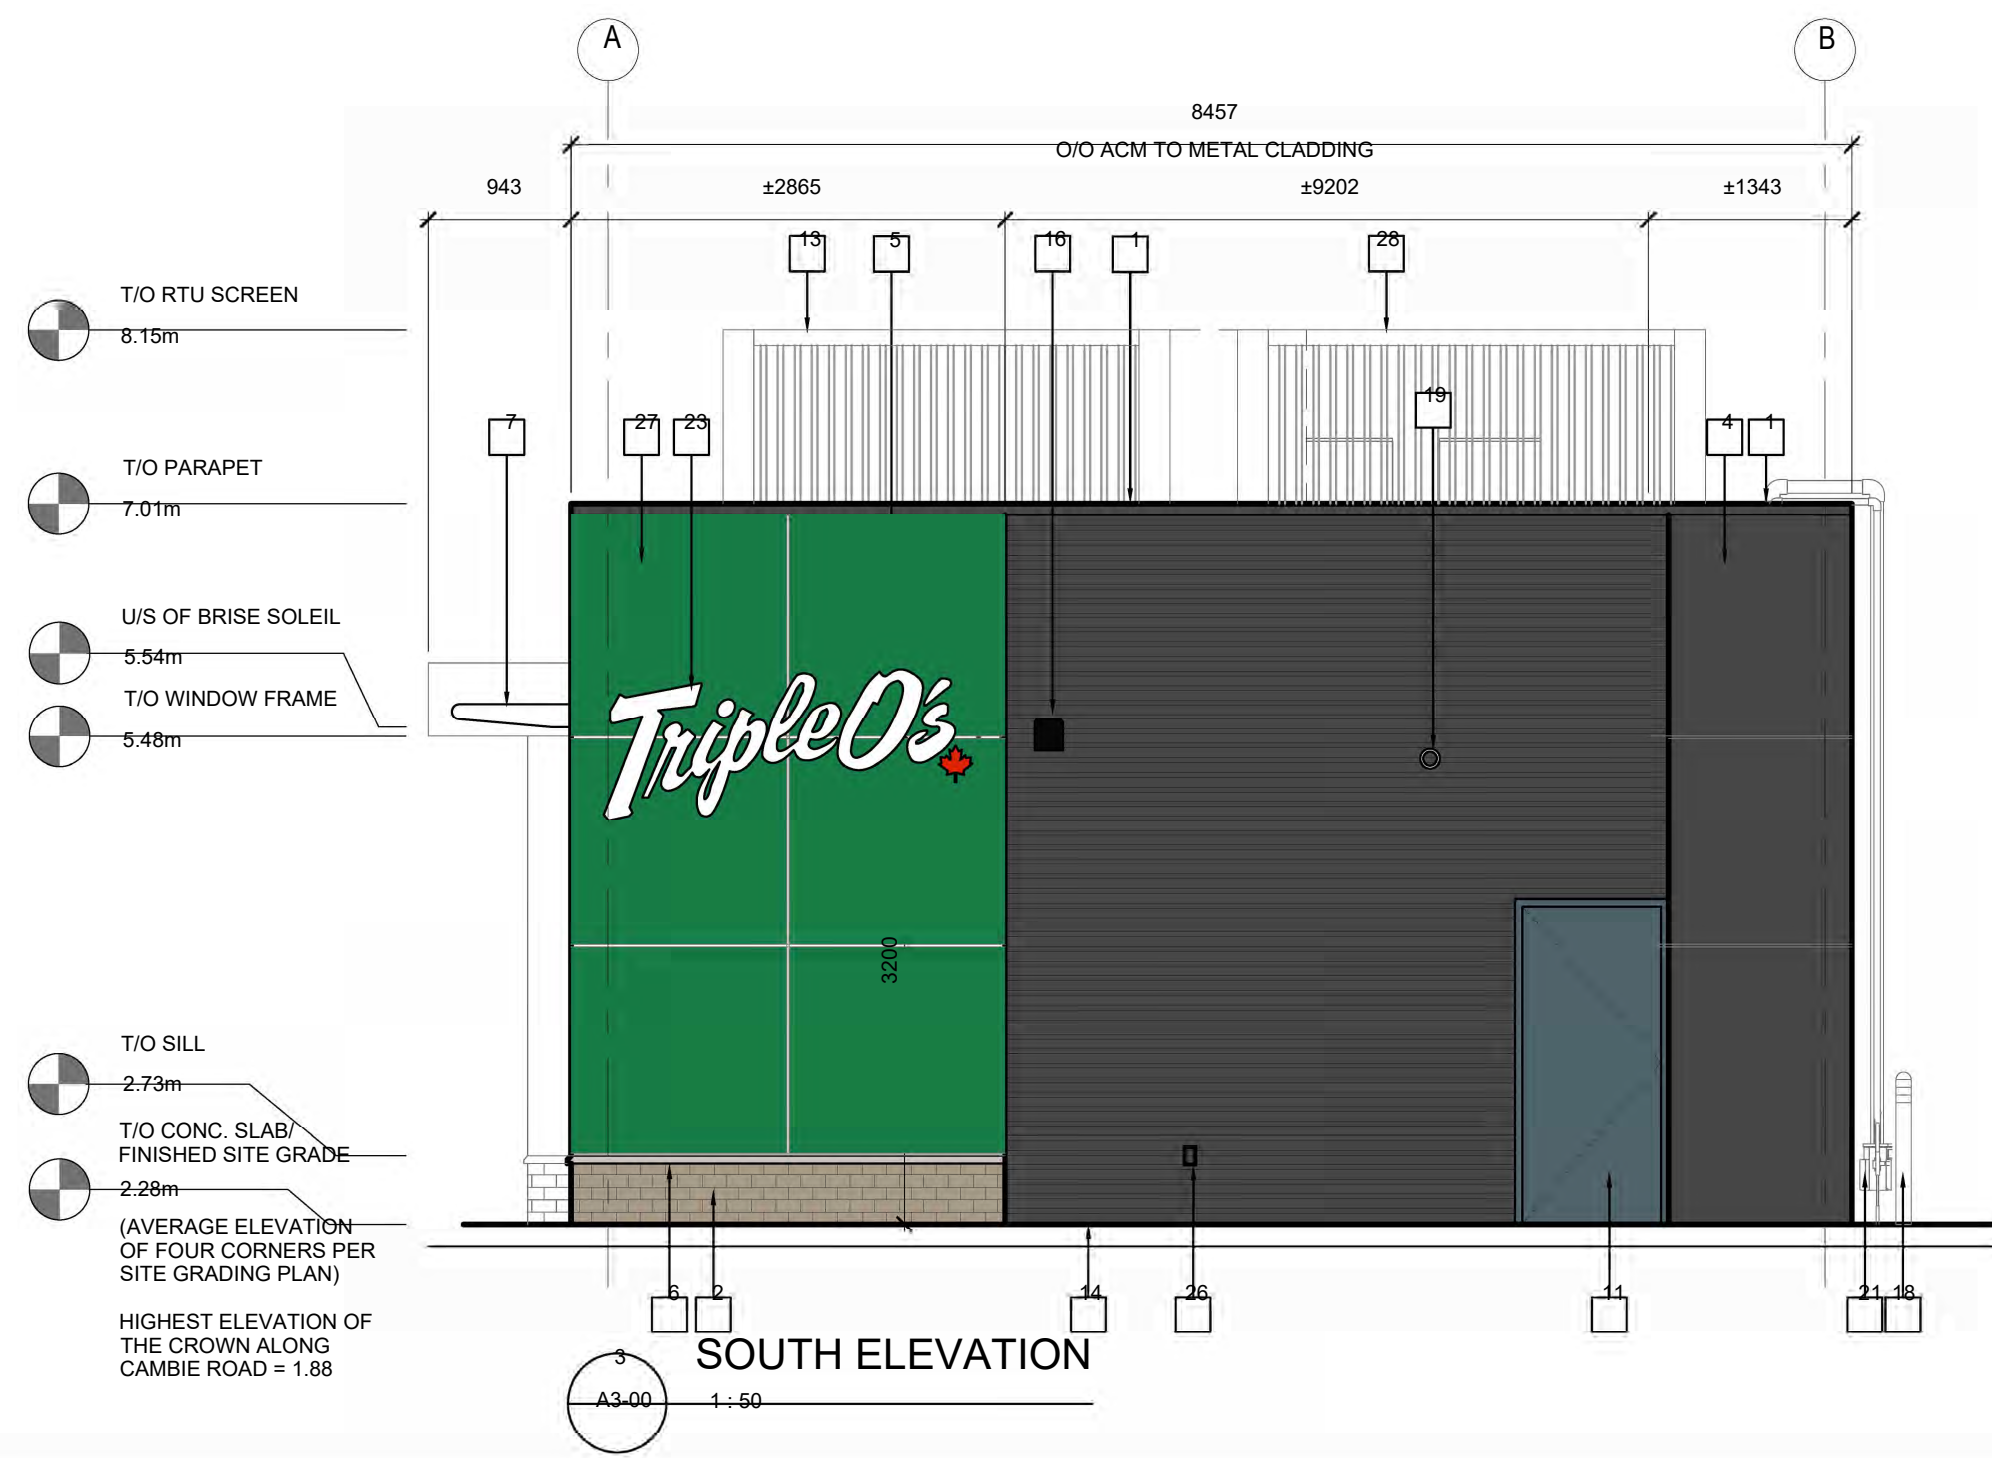 A
B
8457
O/O ACM TO METAL CLADDING
943
±2865
±9202
±1343
13
5
16
1
28
T/O RTU SCREEN
8.15m
19
7
27
23
4
1
T/O PARAPET
7.01m
U/S OF BRISE SOLEIL
5.54m
T/O WINDOW FRAME
5.48m
Triple O's
3200
T/O SILL
2.73m
T/O CONC. SLAB/
FINISHED SITE GRADE
2.28m
(AVERAGE ELEVATION
OF FOUR CORNERS PER
SITE GRADING PLAN)
HIGHEST ELEVATION OF
THE CROWN ALONG
CAMBIE ROAD = 1.88
6
2
14
26
11
21
18
3
A3-00
SOUTH ELEVATION
1 : 50